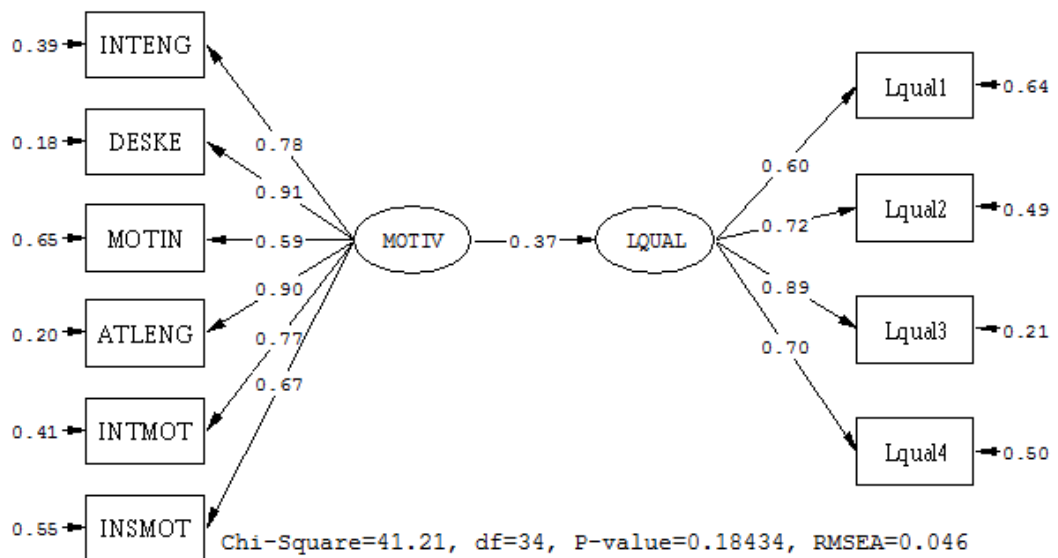 0.39 INTENG
0.18 DESKE
0.65 MOTIN
0.20 ATLENG
0.41 INTMOT
0.55 INSMOT
0.78
0.91
0.59
0.90
0.77
0.67
MOTIV 0.37 LQUAL
0.60
0.72
0.89
0.70
Lqual1 0.64
Lqual2 0.49
Lqual3 0.21
Lqual4 0.50
Chi-Square=41.21, df=34, P-value=0.18434, RMSEA=0.046